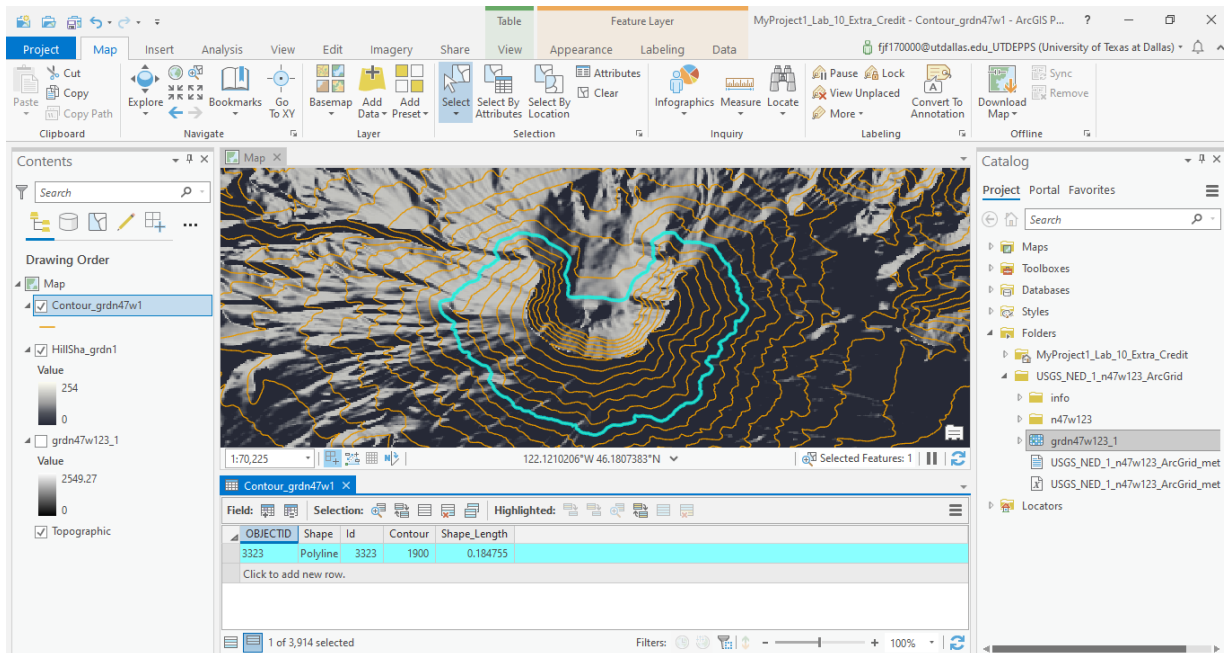 Table Feature Layer MyProject1_Lab_10_Extra_Credit - Contour_grdn47w1 - ArcGIS P... ?
Project Map Insert Analysis View Edit Imagery Share View Appearance Labeling Data fjf170000@utdallas.edu_UTDEPPS (University of Texas at Dallas)
Paste
Cut
Copy
Copy Path
Clipboard
Explore
Bookmarks
Go To XY
Navigate
Basemap
Add Data
Add Preset
Layer
Select
Select By Attributes
Select By Location
Attributes
Clear
Selection
Infographics
Measure
Locate
Inquiry
Pause
Lock
View Unplaced
More
Convert To Annotation
Labeling
Download Map
Sync
Remove
Offline
Contents
Search
Drawing Order
Map
Contour_grdn47w1
HillSha_grdn1
Value
254
0
grdn47w123_1
Value
2549.27
0
Topographic
Map
1:70,225 122.1210206°W 46.1807383°N Selected Features: 1
Contour_grdn47w1
Field: Selection: Highlighted:
OBJECTID Shape Id Contour Shape_Length
3323 Polyline 3323 1900 0.184755
Click to add new row.
1 of 3,914 selected Filters: - + 100%
Catalog
Project Portal Favorites
Search
Maps
Toolboxes
Databases
Styles
Folders
MyProject1_Lab_10_Extra_Credit
USGS_NED_1_n47w123_ArcGrid
info
n47w123
grdn47w123_1
USGS_NED_1_n47w123_ArcGrid_met
USGS_NED_1_n47w123_ArcGrid_met
Locators